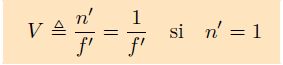 V ≜ n′/f′ = 1/f′ si n′ = 1